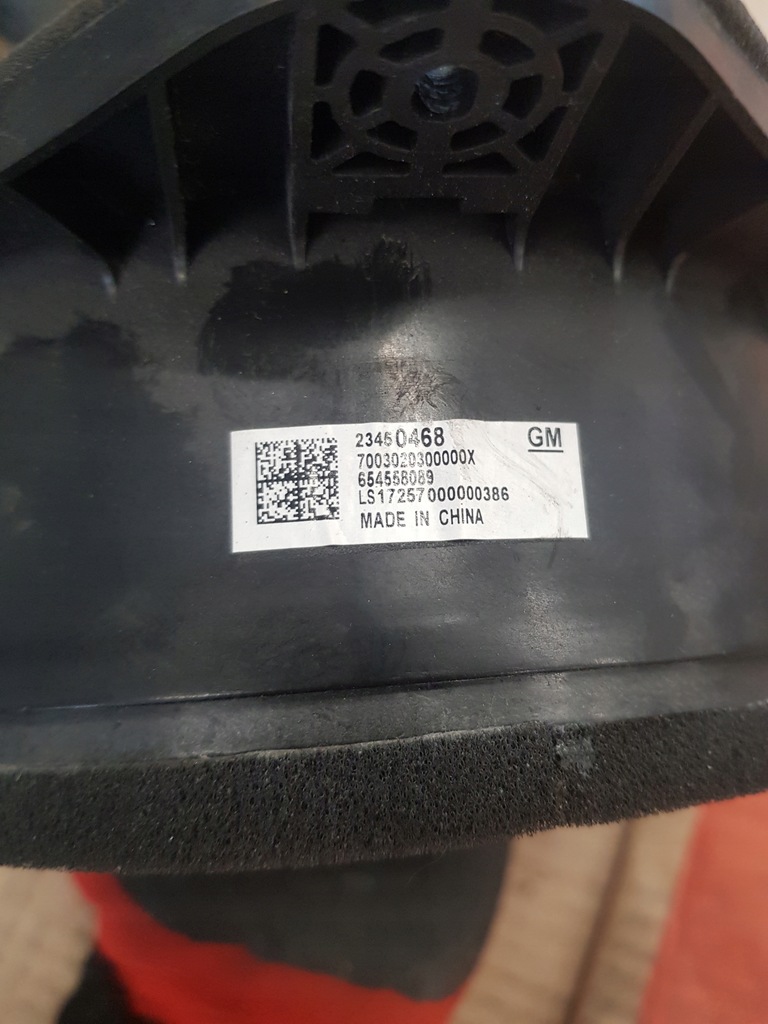 23450468 GM
7003020300000X
654558089
LS17257000000386
MADE IN CHINA